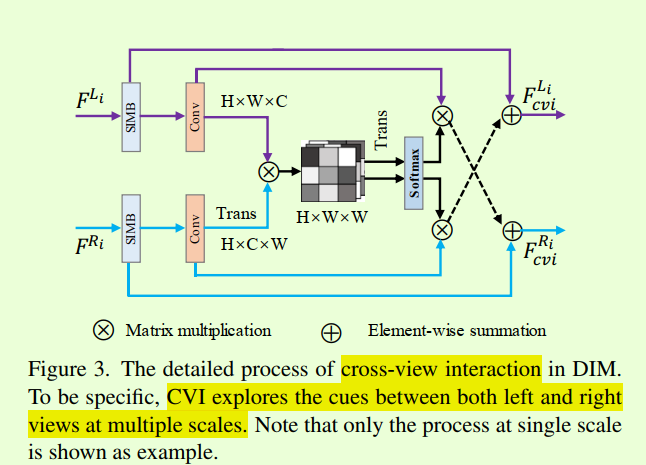 F^{L_i}
SIMB
Conv
H×W×C
Trans
F_{cvi}^{L_i}
Softmax
Trans
H×W×W
F^{R_i}
SIMB
Conv
H×C×W
F_{cvi}^{R_i}
⊗ Matrix multiplication ⊕ Element-wise summation
Figure 3. The detailed process of cross-view interaction in DIM.
To be specific, CVI explores the cues between both left and right
views at multiple scales. Note that only the process at single scale
is shown as example.